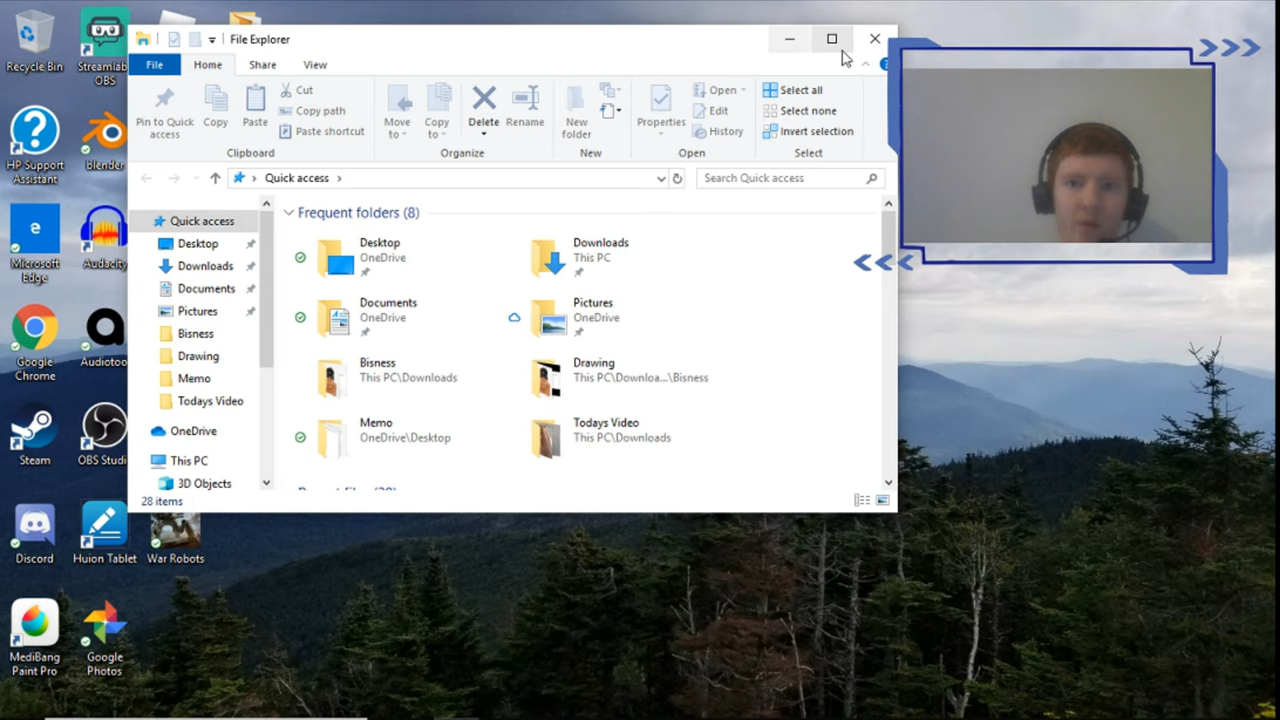 File Explorer
File
Home
Share
View
Pin to Quick
access
Copy
Paste
Cut
Copy path
Paste shortcut
Clipboard
Move
to
Copy
to
Delete
Rename
Organize
New
folder
New
Properties
Open
Edit
History
Open
Select all
Select none
Invert selection
Select
Quick access
Search Quick access
Quick access
Desktop
Downloads
Documents
Pictures
Bisness
Drawing
Memo
Todays Video
OneDrive
This PC
3D Objects
Frequent folders (8)
Desktop
OneDrive
Downloads
This PC
Documents
OneDrive
Pictures
OneDrive
Bisness
This PC\Downloads
Drawing
This PC\Downloa...\Bisness
Memo
OneDrive\Desktop
Todays Video
This PC\Downloads
28 items
Recycle Bin
Streamlab
OBS
HP Support
Assistant
blender
Microsoft
Edge
Audacity
Google
Chrome
Audiotoo
Steam
OBS Studi
Discord
Huion Tablet
War Robots
MediBang
Paint Pro
Google
Photos